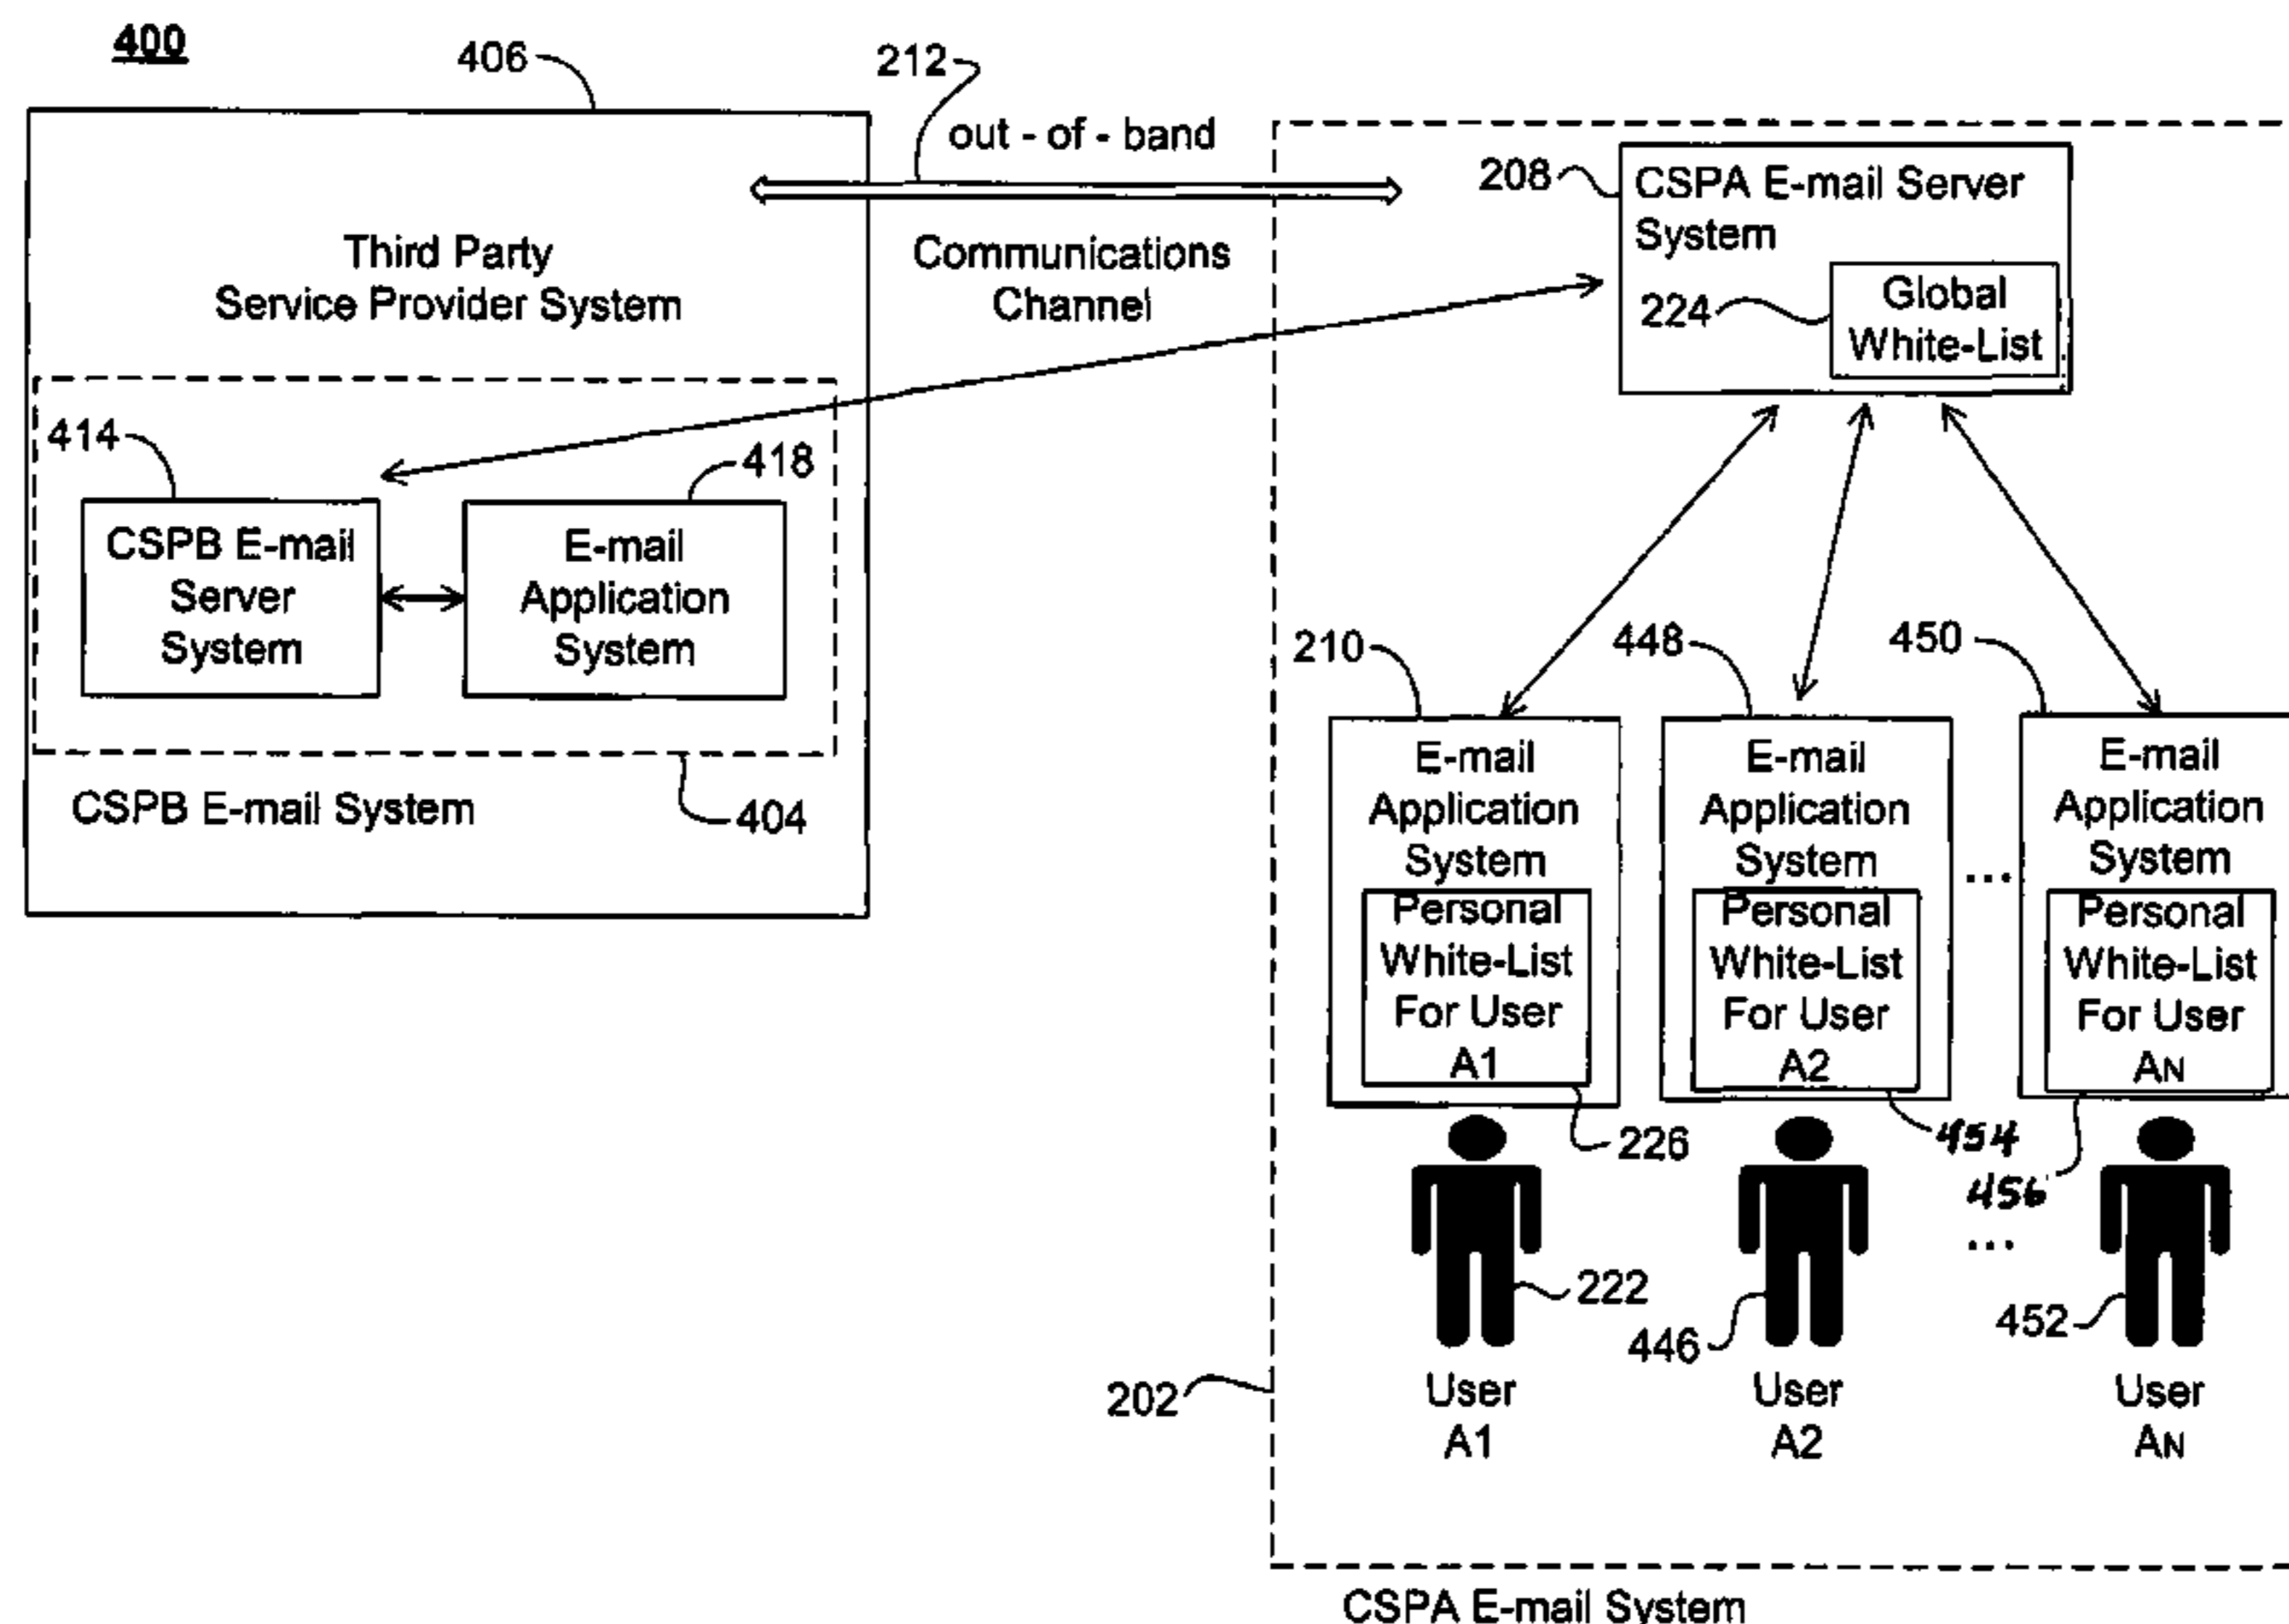 400
406
212
out - of - band
Communications
Channel
Third Party
Service Provider System
414
418
CSPB E-mail
Server
System
E-mail
Application
System
CSPB E-mail System
404
208
CSPA E-mail Server
System
224
Global
White-List
210
448
450
E-mail
Application
System
Personal
White-List
For User
A1
E-mail
Application
System
Personal
White-List
For User
A2
...
E-mail
Application
System
Personal
White-List
For User
AN
226
454
456
...
222
446
452
202
User
A1
User
A2
User
AN
CSPA E-mail System